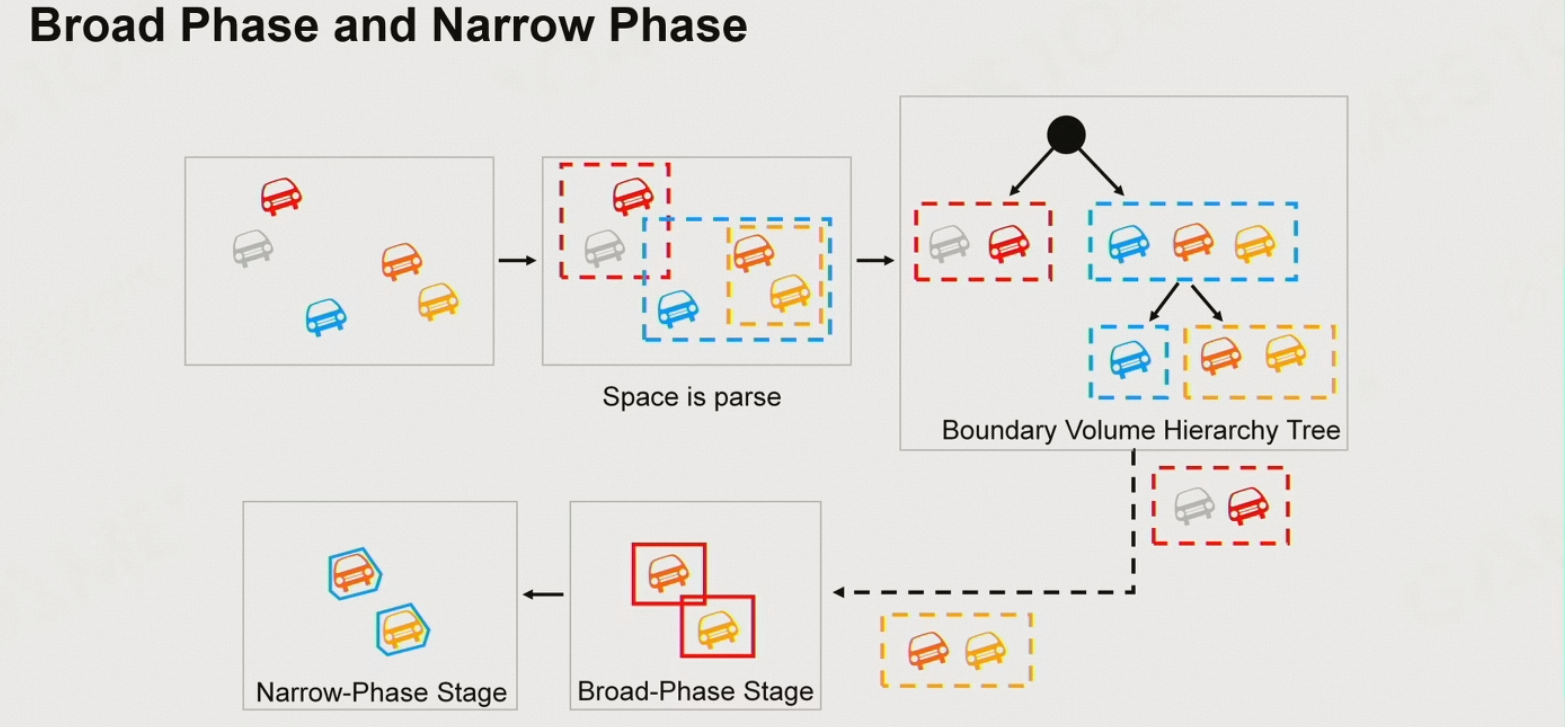 Broad Phase and Narrow Phase
Space is parse
Boundary Volume Hierarchy Tree
Narrow-Phase Stage
Broad-Phase Stage